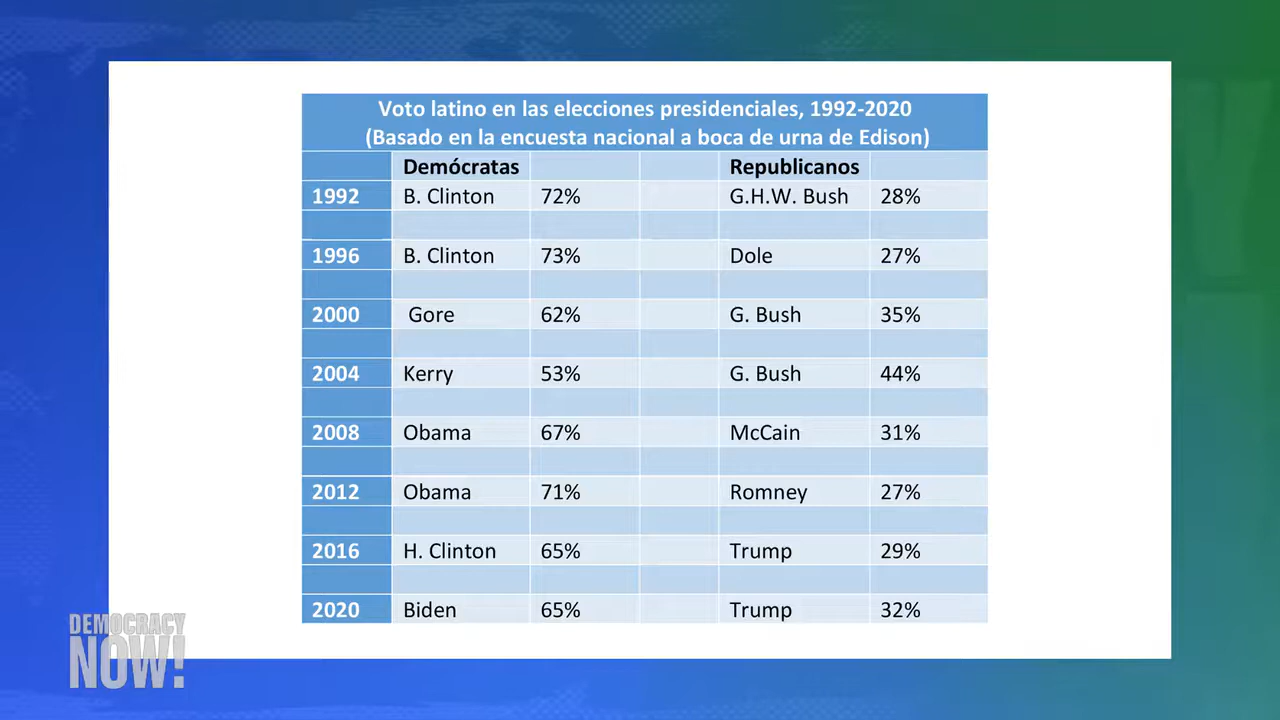 Voto latino en las elecciones presidenciales, 1992-2020
(Basado en la encuesta nacional a boca de urna de Edison)
Demócratas Republicanos
1992 B. Clinton 72% G.H.W. Bush 28%
1996 B. Clinton 73% Dole 27%
2000 Gore 62% G. Bush 35%
2004 Kerry 53% G. Bush 44%
2008 Obama 67% McCain 31%
2012 Obama 71% Romney 27%
2016 H. Clinton 65% Trump 29%
2020 Biden 65% Trump 32%
DEMOCRACY
NOW!